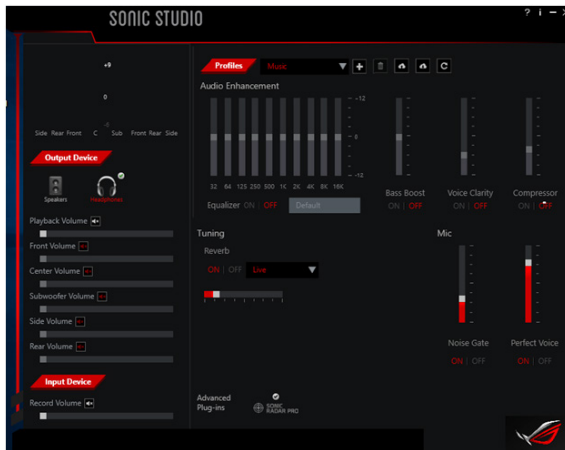 SONIC STUDIO
? i
+9
0
-9
Side Rear Front C Sub Front Rear Side
Output Device
Speakers
Headphones
Playback Volume
Front Volume
Center Volume
Subwoofer Volume
Side Volume
Rear Volume
Input Device
Record Volume
Profiles
Music
Audio Enhancement
+12
0
-12
32 64 125 250 500 1K 2K 4K 8K 16K
Equalizer ON OFF
Default
Bass Boost
ON | OFF
Voice Clarity
ON | OFF
Compressor
ON | OFF
Tuning
Reverb
ON | OFF
Live
Mic
Noise Gate
ON | OFF
Perfect Voice
ON | OFF
Advanced
Plug-ins
SONIC
RADAR PRO